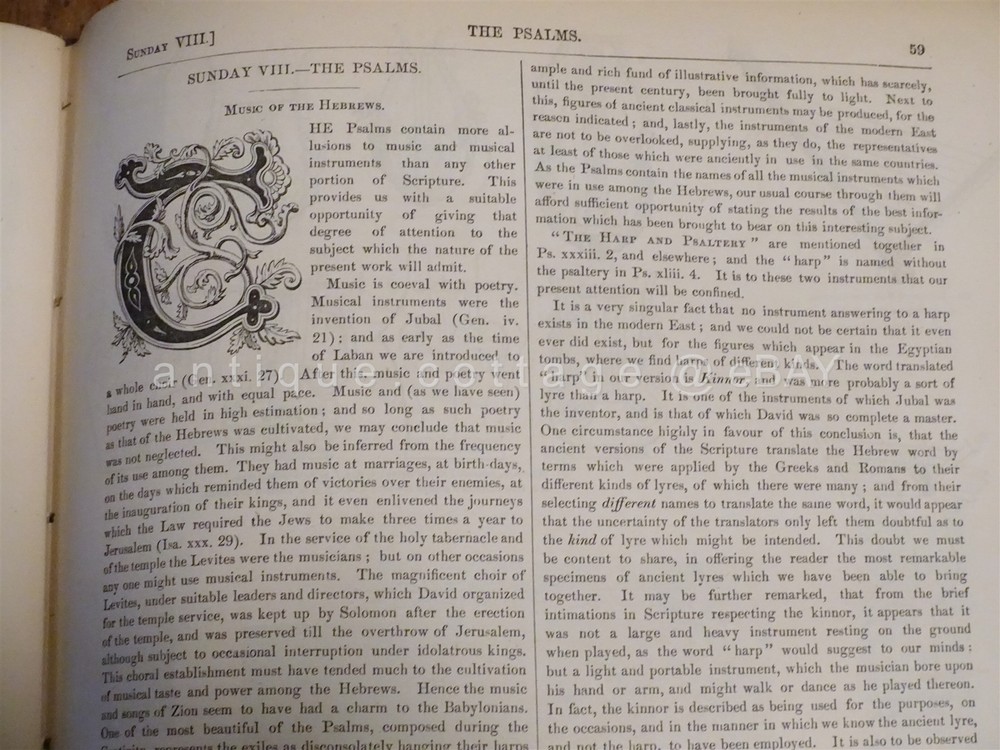 SUNDAY VIII.]
THE PSALMS.
59
SUNDAY VIII.—THE PSALMS.
MUSIC OF THE HEBREWS.
THE Psalms contain more al-
lusions to music and musical
instruments than any other
portion of Scripture. This
provides us with a suitable
opportunity of giving that
degree of attention to the
subject which the nature of the
present work will admit.
Music is coeval with poetry.
Musical instruments were the
invention of Jubal (Gen. iv.
21); and as early as the time
of Laban we are introduced to
a whole choir (Gen. xxxi. 27). After this, music and poetry went
hand in hand, and with equal pace. Music and (as we have seen)
poetry were held in high estimation; and so long as such poetry
as that of the Hebrews was cultivated, we may conclude that music
was not neglected. This might also be inferred from the frequency
of its use among them. They had music at marriages, at birth-days,
on the days which reminded them of victories over their enemies, at
the inauguration of their kings, and it even enlivened the journeys
which the Law required the Jews to make three times a year to
Jerusalem (Isa. xxx. 29). In the service of the holy tabernacle and
of the temple the Levites were the musicians; but on other occasions
any one might use musical instruments. The magnificent choir of
Levites, under suitable leaders and directors, which David organized
for the temple service, was kept up by Solomon after the erection
of the temple, and was preserved till the overthrow of Jerusalem,
although subject to occasional interruption under idolatrous kings.
This choral establishment must have tended much to the cultivation
of musical taste and power among the Hebrews. Hence the music
and songs of Zion seem to have had a charm to the Babylonians.
One of the most beautiful of the Psalms, composed during the
Captivity, represents the exiles as disconsolately hanging their harps
ample and rich fund of illustrative information, which has scarcely,
until the present century, been brought fully to light. Next to
this, figures of ancient classical instruments may be produced, for the
reason indicated; and, lastly, the instruments of the modern East
are not to be overlooked, supplying, as they do, the representatives
at least of those which were anciently in use in the same countries.
As the Psalms contain the names of all the musical instruments which
were in use among the Hebrews, our usual course through them will
afford sufficient opportunity of stating the results of the best infor-
mation which has been brought to bear on this interesting subject.
"THE HARP AND PSALTERY" are mentioned together in
Ps. xxxiii. 2, and elsewhere; and the "harp" is named without
the psaltery in Ps. xliii. 4. It is to these two instruments that our
present attention will be confined.
It is a very singular fact that no instrument answering to a harp
exists in the modern East; and we could not be certain that it even
ever did exist, but for the figures which appear in the Egyptian
tombs, where we find harps of different kinds. The word translated
"harp" in our version is Kinnor, and was more probably a sort of
lyre than a harp. It is one of the instruments of which Jubal was
the inventor, and is that of which David was so complete a master.
One circumstance highly in favour of this conclusion is, that the
ancient versions of the Scripture translate the Hebrew word by
terms which were applied by the Greeks and Romans to their
different kinds of lyres, of which there were many; and from their
selecting different names to translate the same word, it would appear
that the uncertainty of the translators only left them doubtful as to
the kind of lyre which might be intended. This doubt we must
be content to share, in offering the reader the most remarkable
specimens of ancient lyres which we have been able to bring
together. It may be further remarked, that from the brief
intimations in Scripture respecting the kinnor, it appears that it
was not a large and heavy instrument resting on the ground
when played, as the word "harp" would suggest to our minds:
but a light and portable instrument, which the musician bore upon
his hand or arm, and might walk or dance as he played thereon.
In fact, the kinnor is described as being used for the purposes, on
the occasions, and in the manner in which we know the ancient lyre,
and not the harp, to have been employed. It is also to be observed
antique.cottage @ eBAY